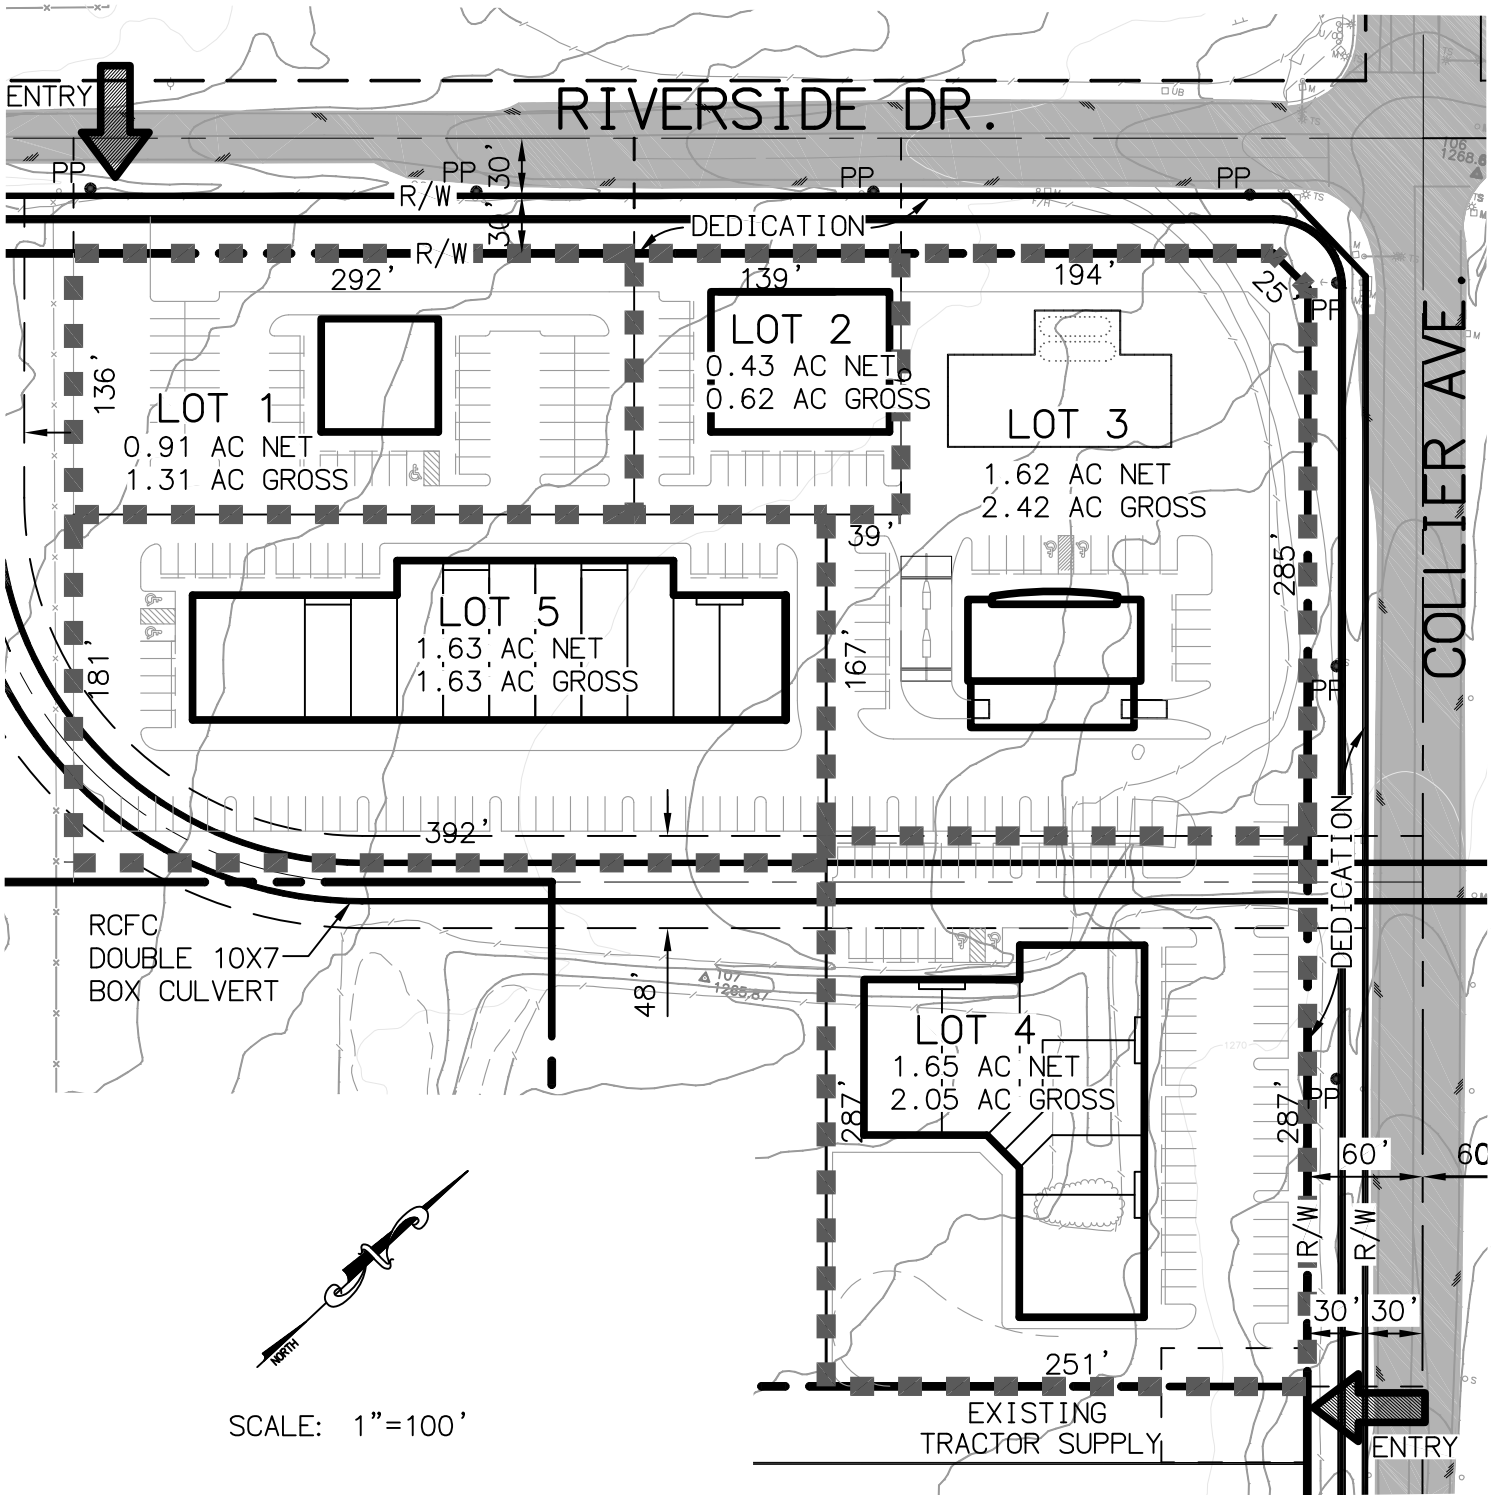 ENTRY
RIVERSIDE DR.
PP
PP
PP
PP
R/W
30'
30'
DEDICATION
R/W
292'
139'
194'
25'
PP
136'
LOT 1
0.91 AC NET
1.31 AC GROSS
LOT 2
0.43 AC NET
0.62 AC GROSS
LOT 3
1.62 AC NET
2.42 AC GROSS
COLLIER AVE.
39'
285'
LOT 5
1.63 AC NET
1.63 AC GROSS
181'
167'
PP
392'
DEDICATION
RCFC
DOUBLE 10X7
BOX CULVERT
48'
107
1265.87
LOT 4
1.65 AC NET
2.05 AC GROSS
1270
287'
287'
PP
60'
60
R/W
R/W
30'
30'
NORTH
SCALE: 1"=100'
251'
EXISTING
TRACTOR SUPPLY
ENTRY